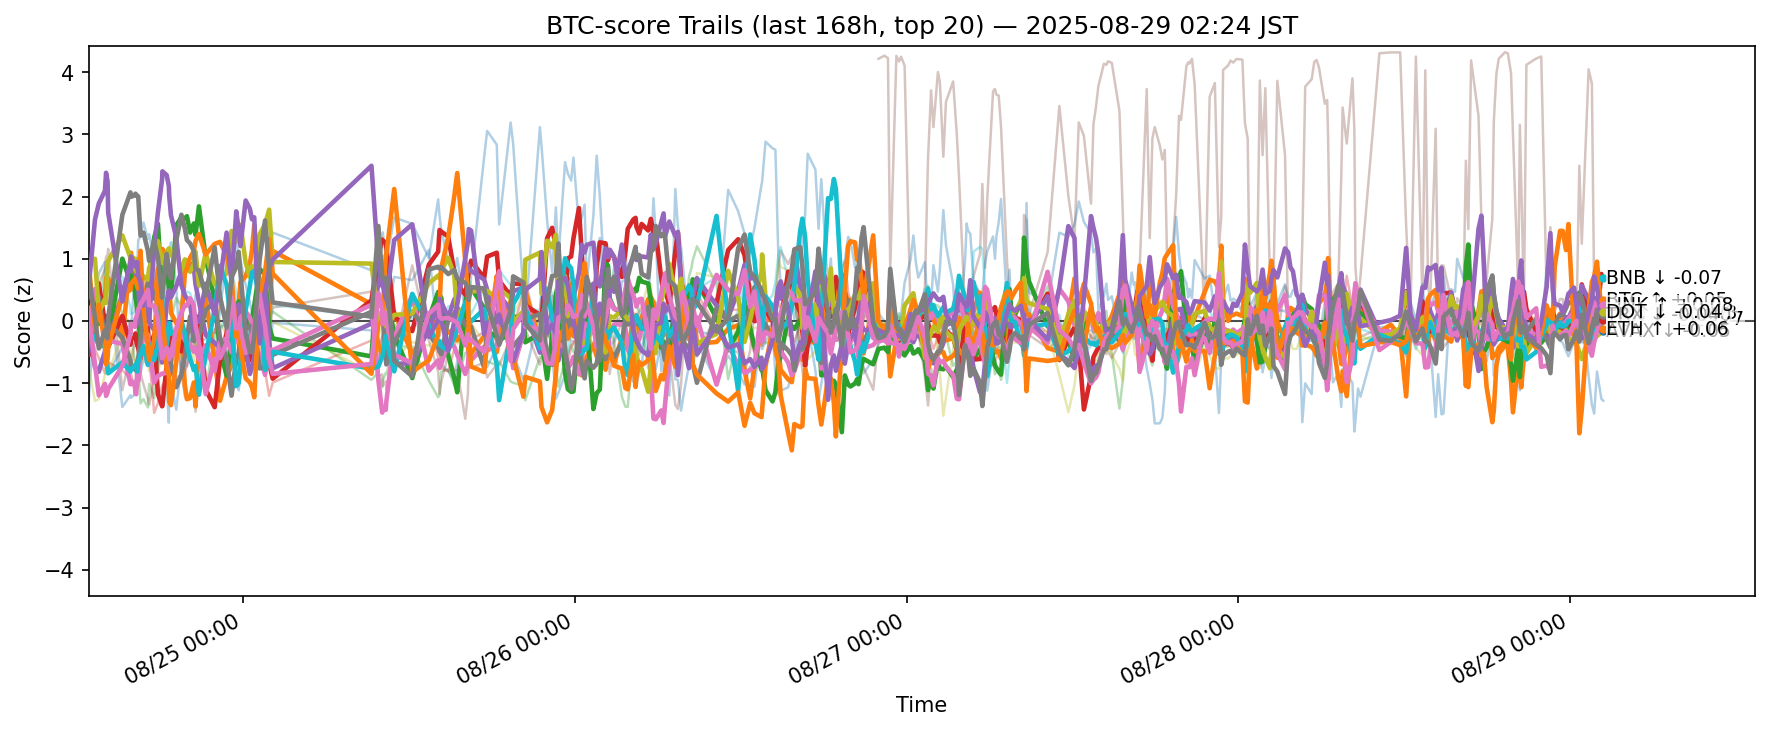 BTC-score Trails (last 168h, top 20) — 2025-08-29 02:24 JST
Score (z)
4
3
2
1
0
−1
−2
−3
−4
BNB ↓ -0.07
DOT ↓ -0.04
ETH ↑ +0.06
08/25 00:00
08/26 00:00
08/27 00:00
08/28 00:00
08/29 00:00
Time